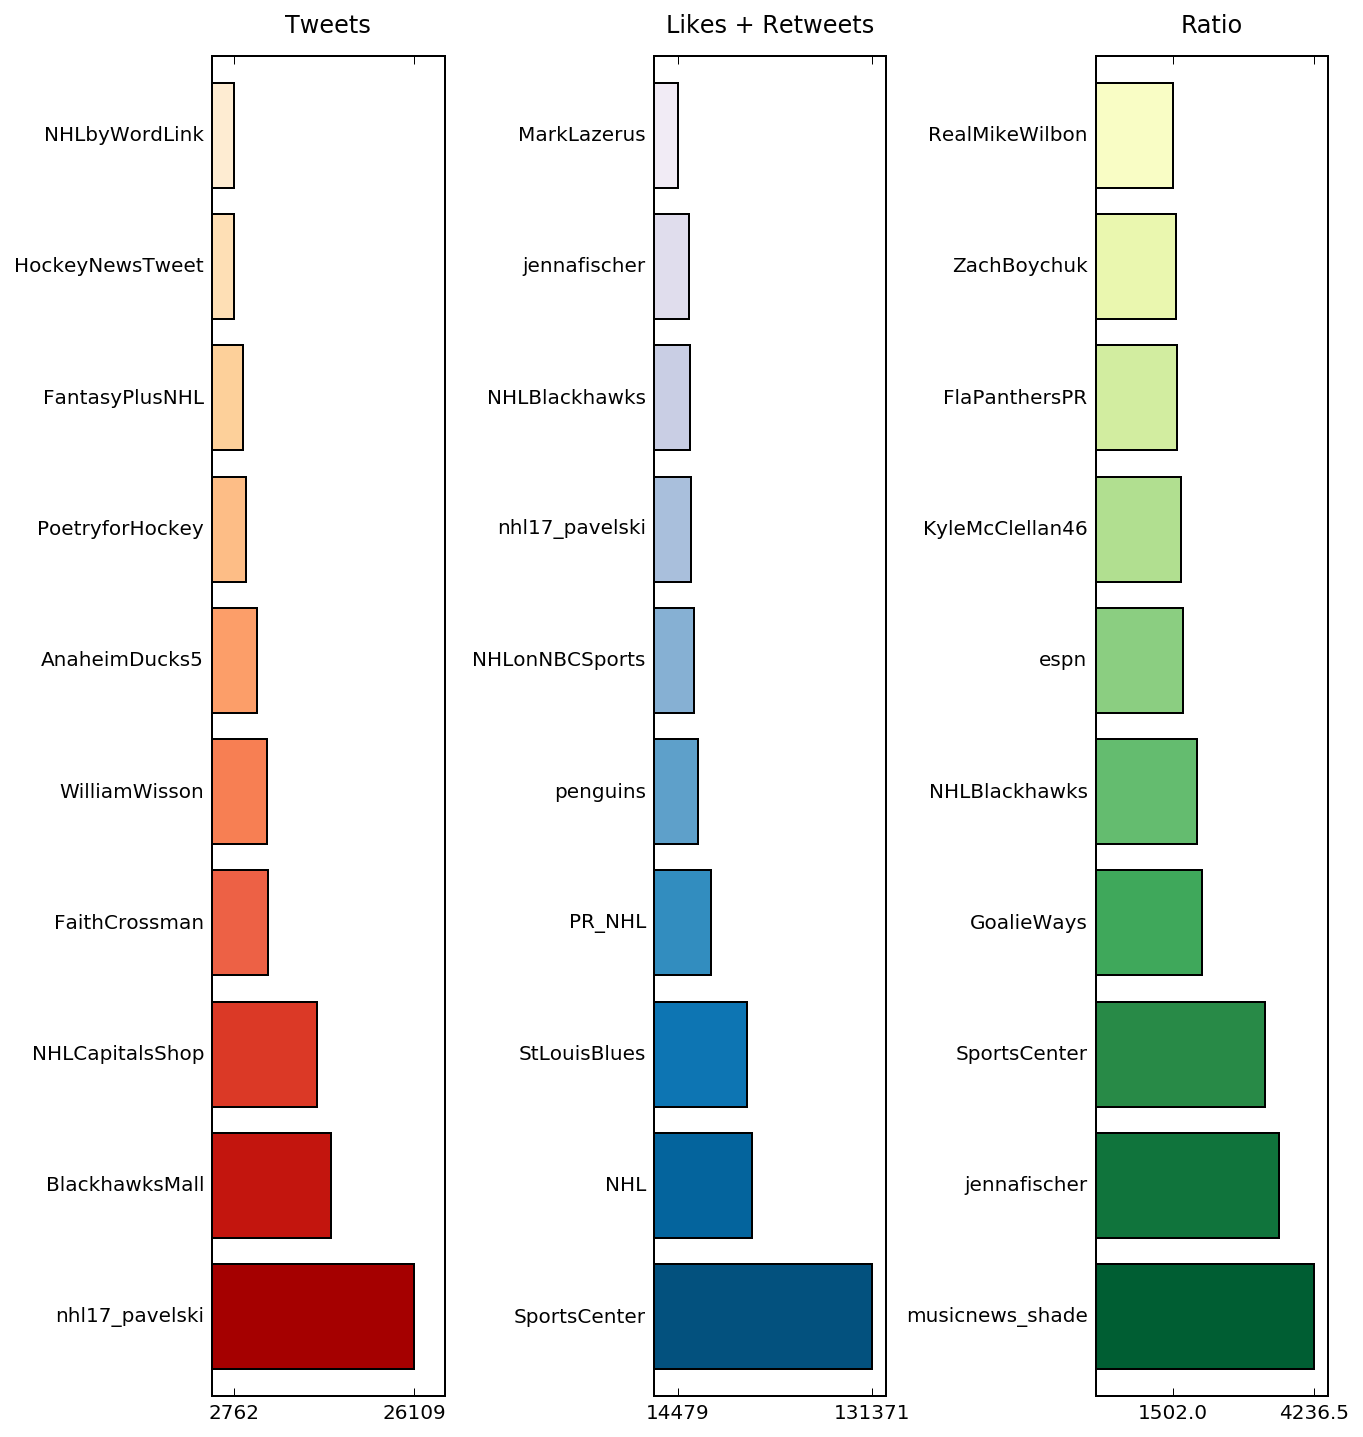 Tweets
NHLbyWordLink
HockeyNewsTweet
FantasyPlusNHL
PoetryforHockey
AnaheimDucks5
WilliamWisson
FaithCrossman
NHLCapitalsShop
BlackhawksMall
nhl17_pavelski
2762 26109
Likes + Retweets
MarkLazerus
jennafischer
NHLBlackhawks
nhl17_pavelski
NHLonNBCSports
penguins
PR_NHL
StLouisBlues
NHL
SportsCenter
14479 131371
Ratio
RealMikeWilbon
ZachBoychuk
FlaPanthersPR
KyleMcClellan46
espn
NHLBlackhawks
GoalieWays
SportsCenter
jennafischer
musicnews_shade
1502.0 4236.5